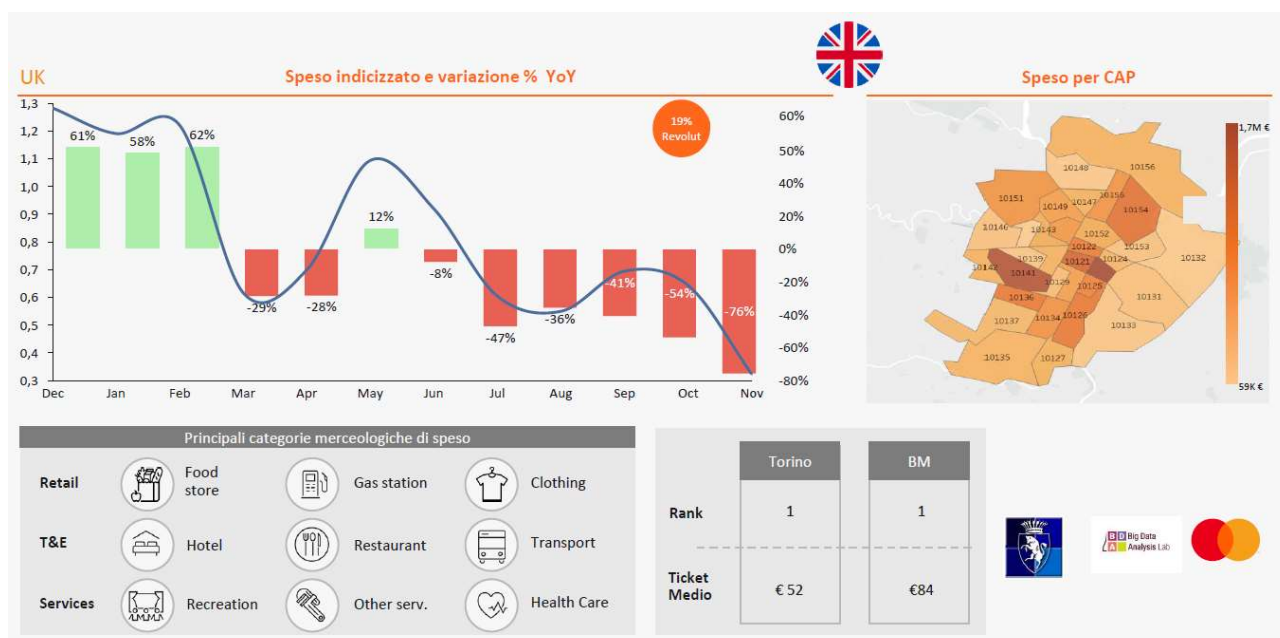 UK
Speso indicizzato e variazione % YoY
Speso per CAP
1,3
1,2
1,1
1,0
0,9
0,8
0,7
0,6
0,5
0,4
0,3
61%
58%
62%
-29%
-28%
12%
-8%
-47%
-36%
-41%
-54%
-76%
19%
Revolut
60%
50%
40%
20%
0%
-20%
-40%
-60%
-80%
Dec Jan Feb Mar Apr May Jun Jul Aug Sep Oct Nov
1,7M €
59K €
10148
10156
10151
10149
10147
10155
10154
10146
10143
10152
10153
10132
10122
10139
10121
10124
10142
10141
10129
10125
10131
10136
10137
10134
10126
10133
10135
10127
Principali categorie merceologiche di speso
Retail
Food
store
Gas station
Clothing
T&E
Hotel
Restaurant
Transport
Services
Recreation
Other serv.
Health Care
Torino BM
Rank 1 1
Ticket
Medio
€ 52 €84
BD Big Data
A Analysis Lab